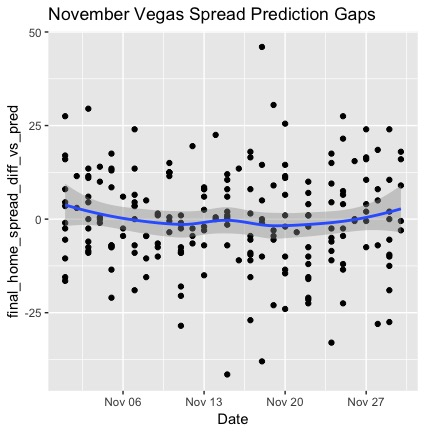 November Vegas Spread Prediction Gaps
final_home_spread_diff_vs_pred
50
25
0
-25
Nov 06
Nov 13
Nov 20
Nov 27
Date